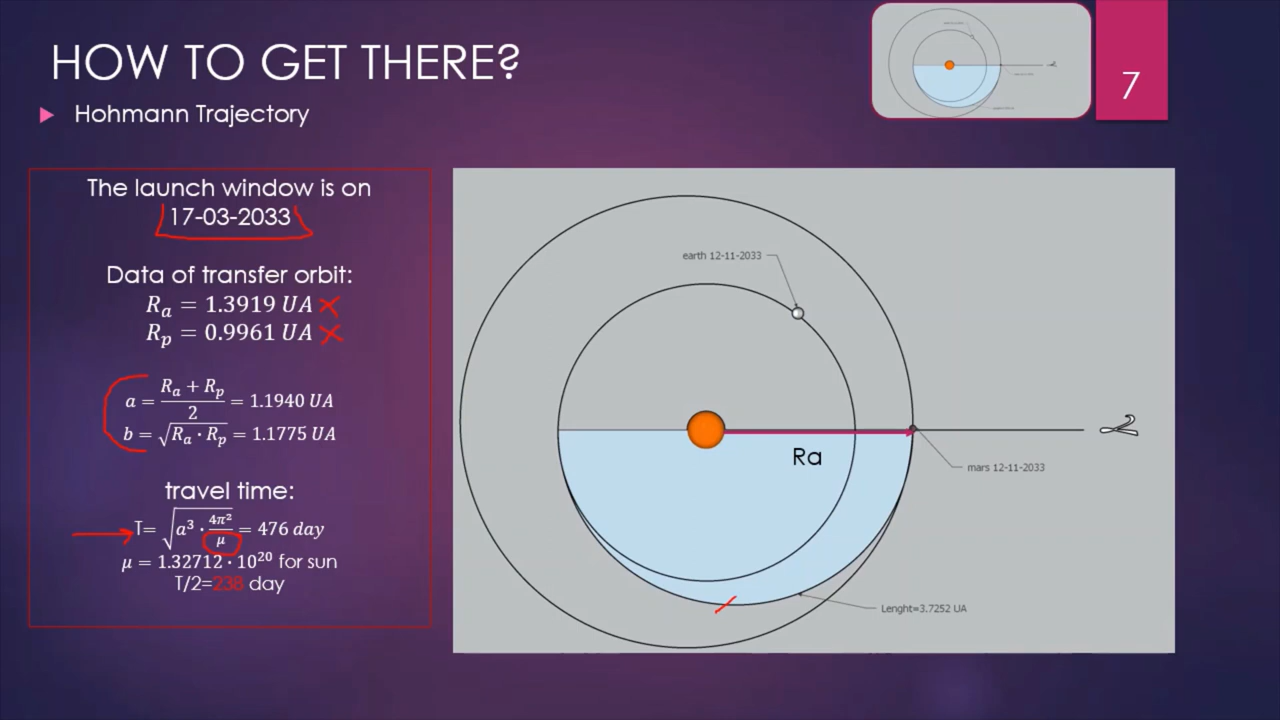 HOW TO GET THERE?
7
Hohmann Trajectory
The launch window is on
17-03-2033
Data of transfer orbit:
R_a = 1.3919 UA
R_p = 0.9961 UA
a = (R_a + R_p)/2 = 1.1940 UA
b = √(R_a · R_p) = 1.1775 UA
travel time:
T= √(a³ · 4π²/μ) = 476 day
μ = 1.32712 · 10²⁰ for sun
T/2=238 day
earth 12-11-2033
Ra
mars 12-11-2033
Lenght=3.7252 UA